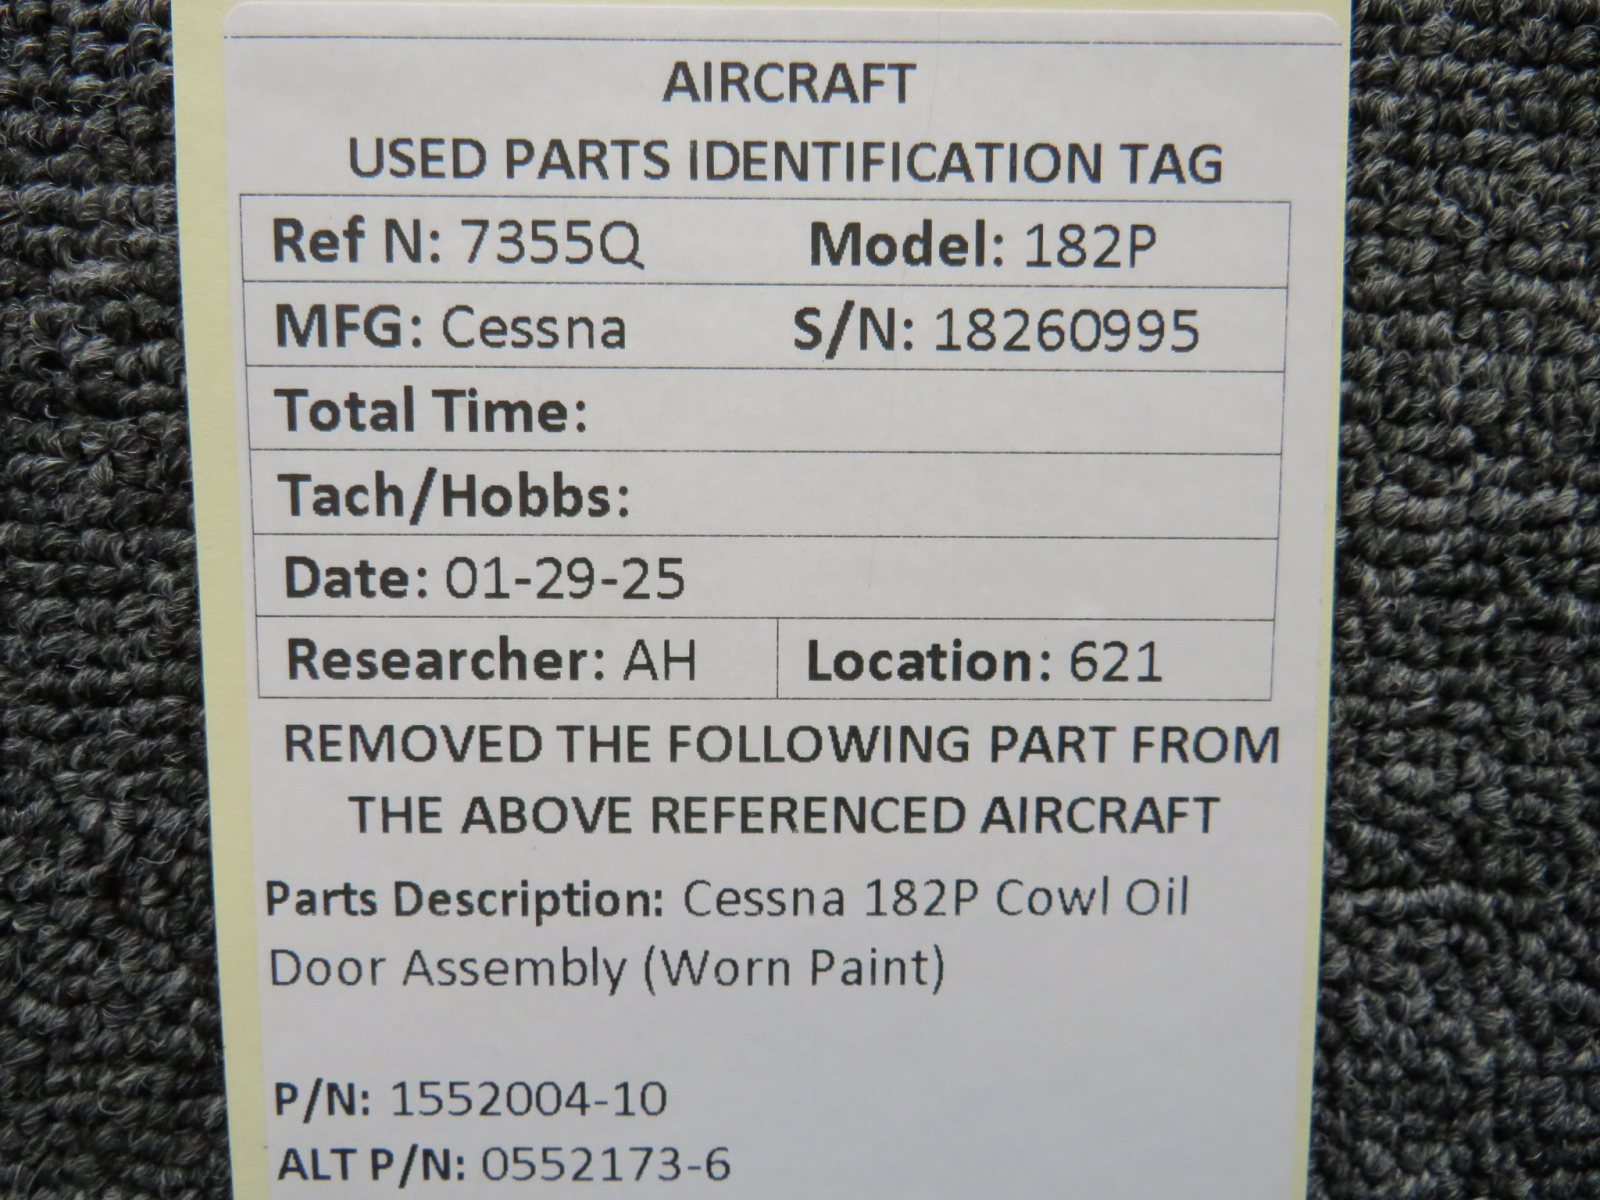 AIRCRAFT
USED PARTS IDENTIFICATION TAG
Ref N: 7355Q Model: 182P
MFG: Cessna S/N: 18260995
Total Time:
Tach/Hobbs:
Date: 01-29-25
Researcher: AH Location: 621
REMOVED THE FOLLOWING PART FROM
THE ABOVE REFERENCED AIRCRAFT
Parts Description: Cessna 182P Cowl Oil
Door Assembly (Worn Paint)
P/N: 1552004-10
ALT P/N: 0552173-6